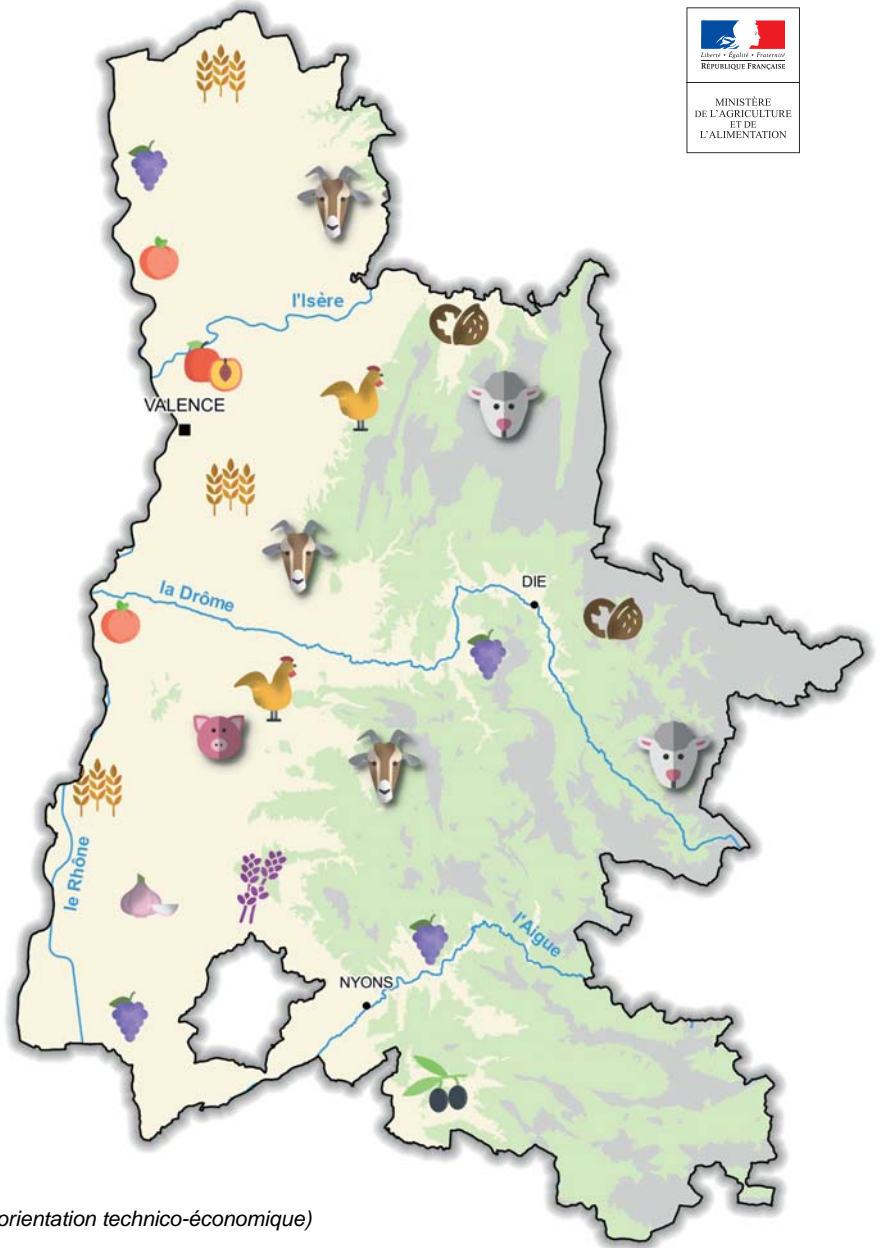 Liberté • Égalité • Fraternité
RÉPUBLIQUE FRANÇAISE
MINISTÈRE
DE L'AGRICULTURE
ET DE
L'ALIMENTATION
l'Isère
VALENCE
DIE
la Drôme
le Rhône
l'Aigue
NYONS
orientation technico-économique)